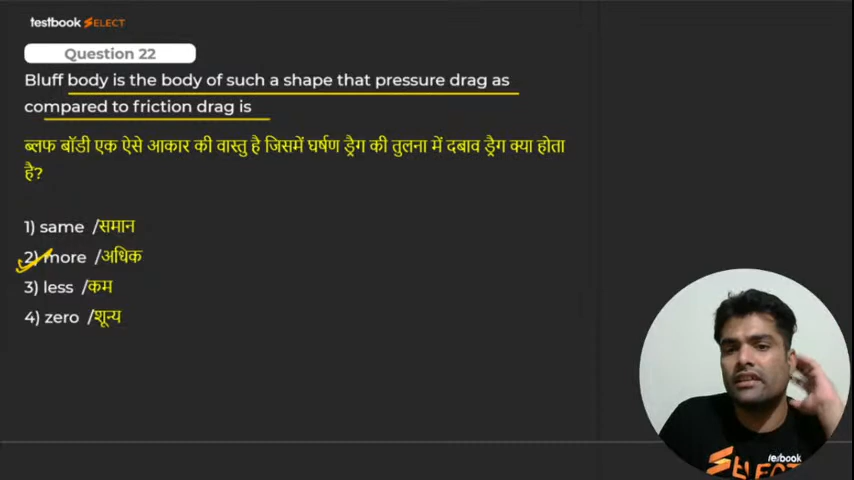 testbook SELECT
Question 22
Bluff body is the body of such a shape that pressure drag as
compared to friction drag is
ब्लफ बॉडी एक ऐसे आकार की वास्तु है जिसमें घर्षण ड्रैग की तुलना में दबाव ड्रैग क्या होता
है?
1) same /समान
2) more /अधिक
3) less /कम
4) zero /शून्य
testbook
SELECT